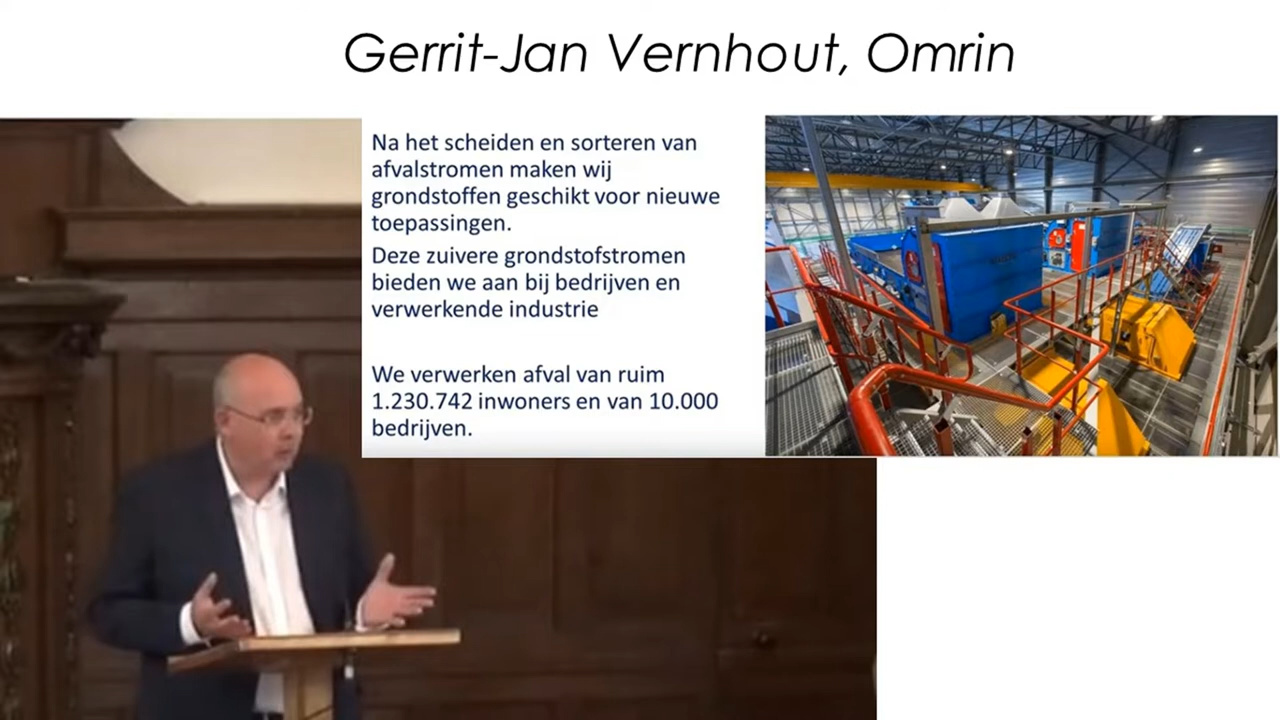 Gerrit-Jan Vernhout, Omrin
Na het scheiden en sorteren van
afvalstromen maken wij
grondstoffen geschikt voor nieuwe
toepassingen.
Deze zuivere grondstofstromen
bieden we aan bij bedrijven en
verwerkende industrie
We verwerken afval van ruim
1.230.742 inwoners en van 10.000
bedrijven.